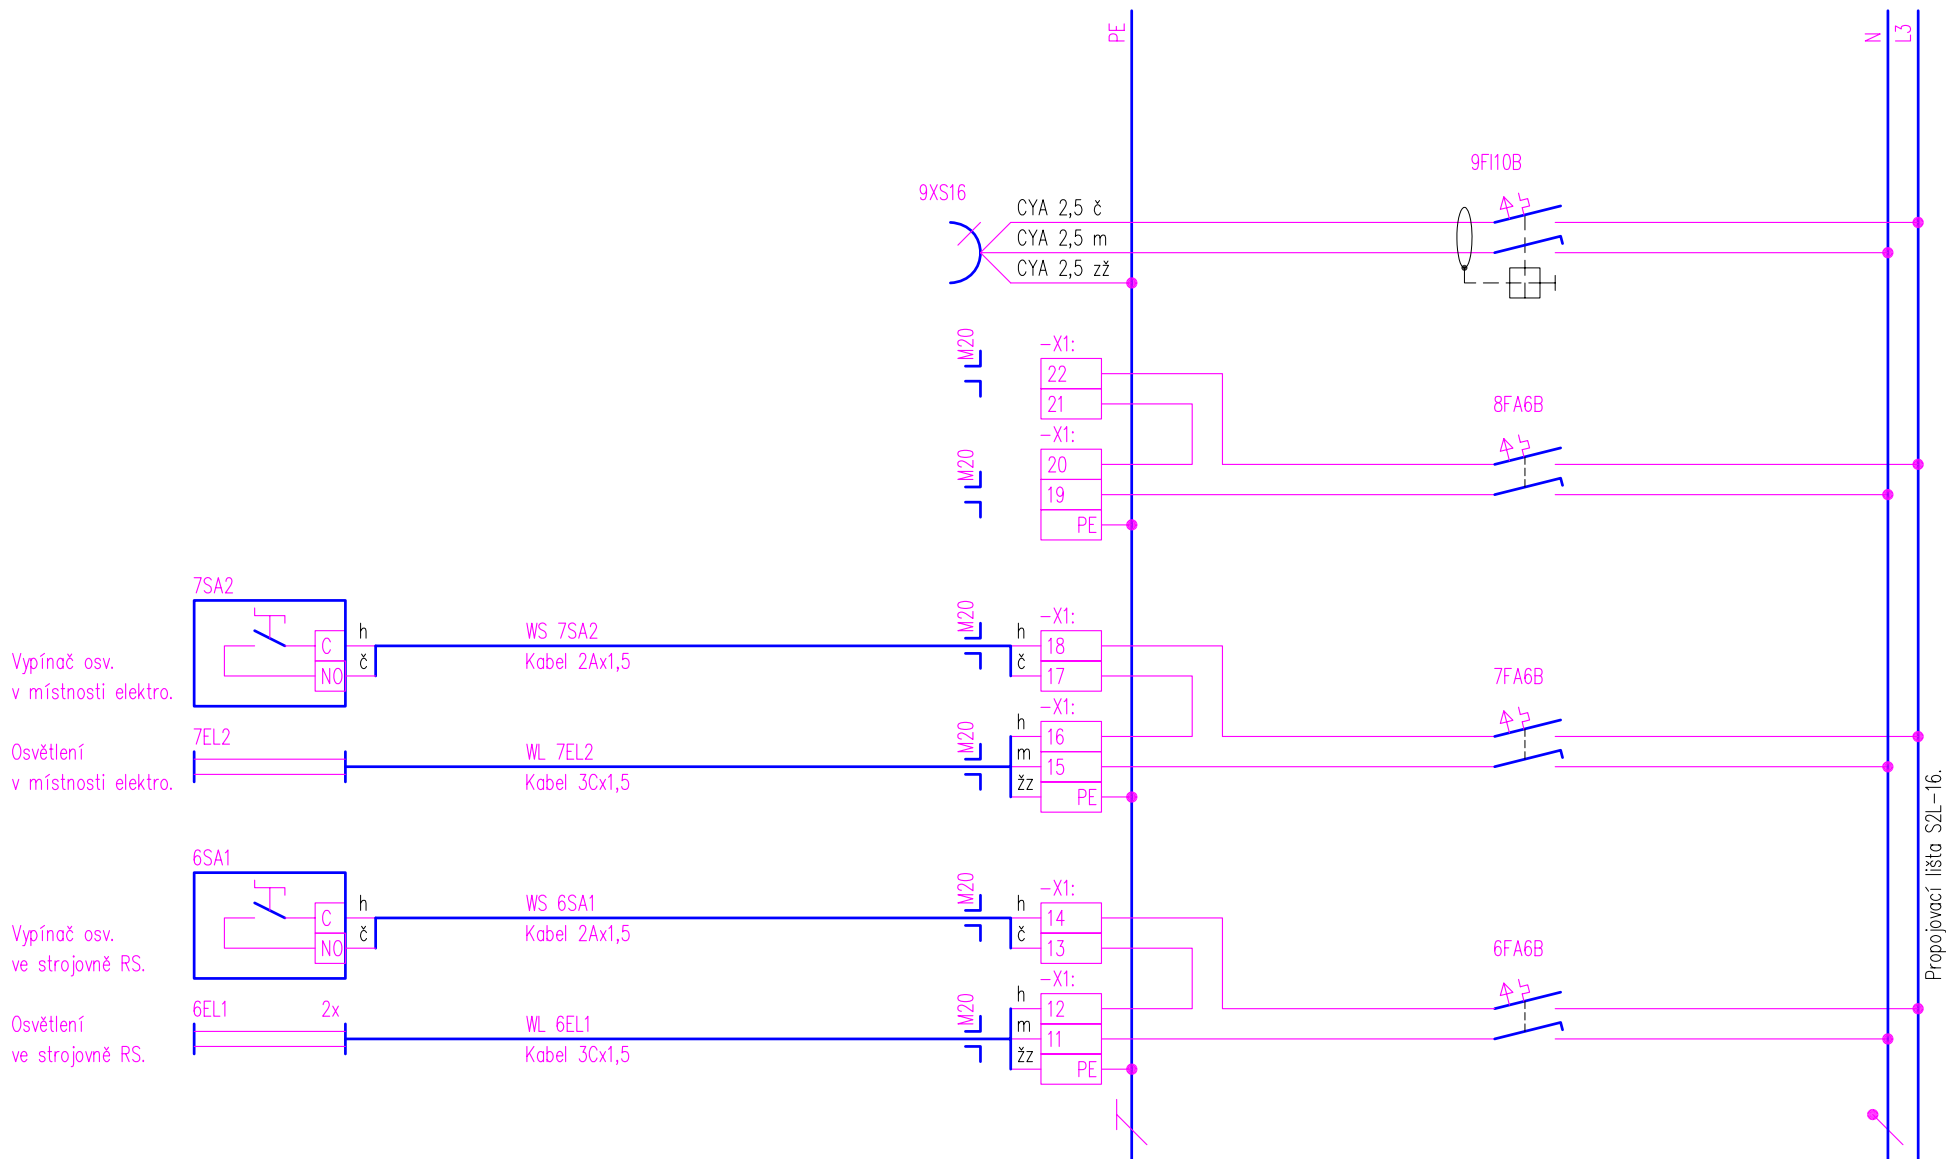 PE
N
L3
9FI10B
9XS16
CYA 2,5 č
CYA 2,5 m
CYA 2,5 zž
M20
-X1:
22
21
8FA6B
M20
-X1:
20
19
PE
7SA2
Vypínač osv.
v místnosti elektro.
C
NO
h
č
WS 7SA2
Kabel 2Ax1,5
M20
h
č
-X1:
18
17
7FA6B
7EL2
Osvětlení
v místnosti elektro.
WL 7EL2
Kabel 3Cx1,5
M20
h
m
žz
-X1:
16
15
PE
6SA1
Vypínač osv.
ve strojovně RS.
C
NO
h
č
WS 6SA1
Kabel 2Ax1,5
M20
h
č
-X1:
14
13
6FA6B
6EL1
2x
Osvětlení
ve strojovně RS.
WL 6EL1
Kabel 3Cx1,5
M20
h
m
žz
-X1:
12
11
PE
Propojovací lišta S2L-16.